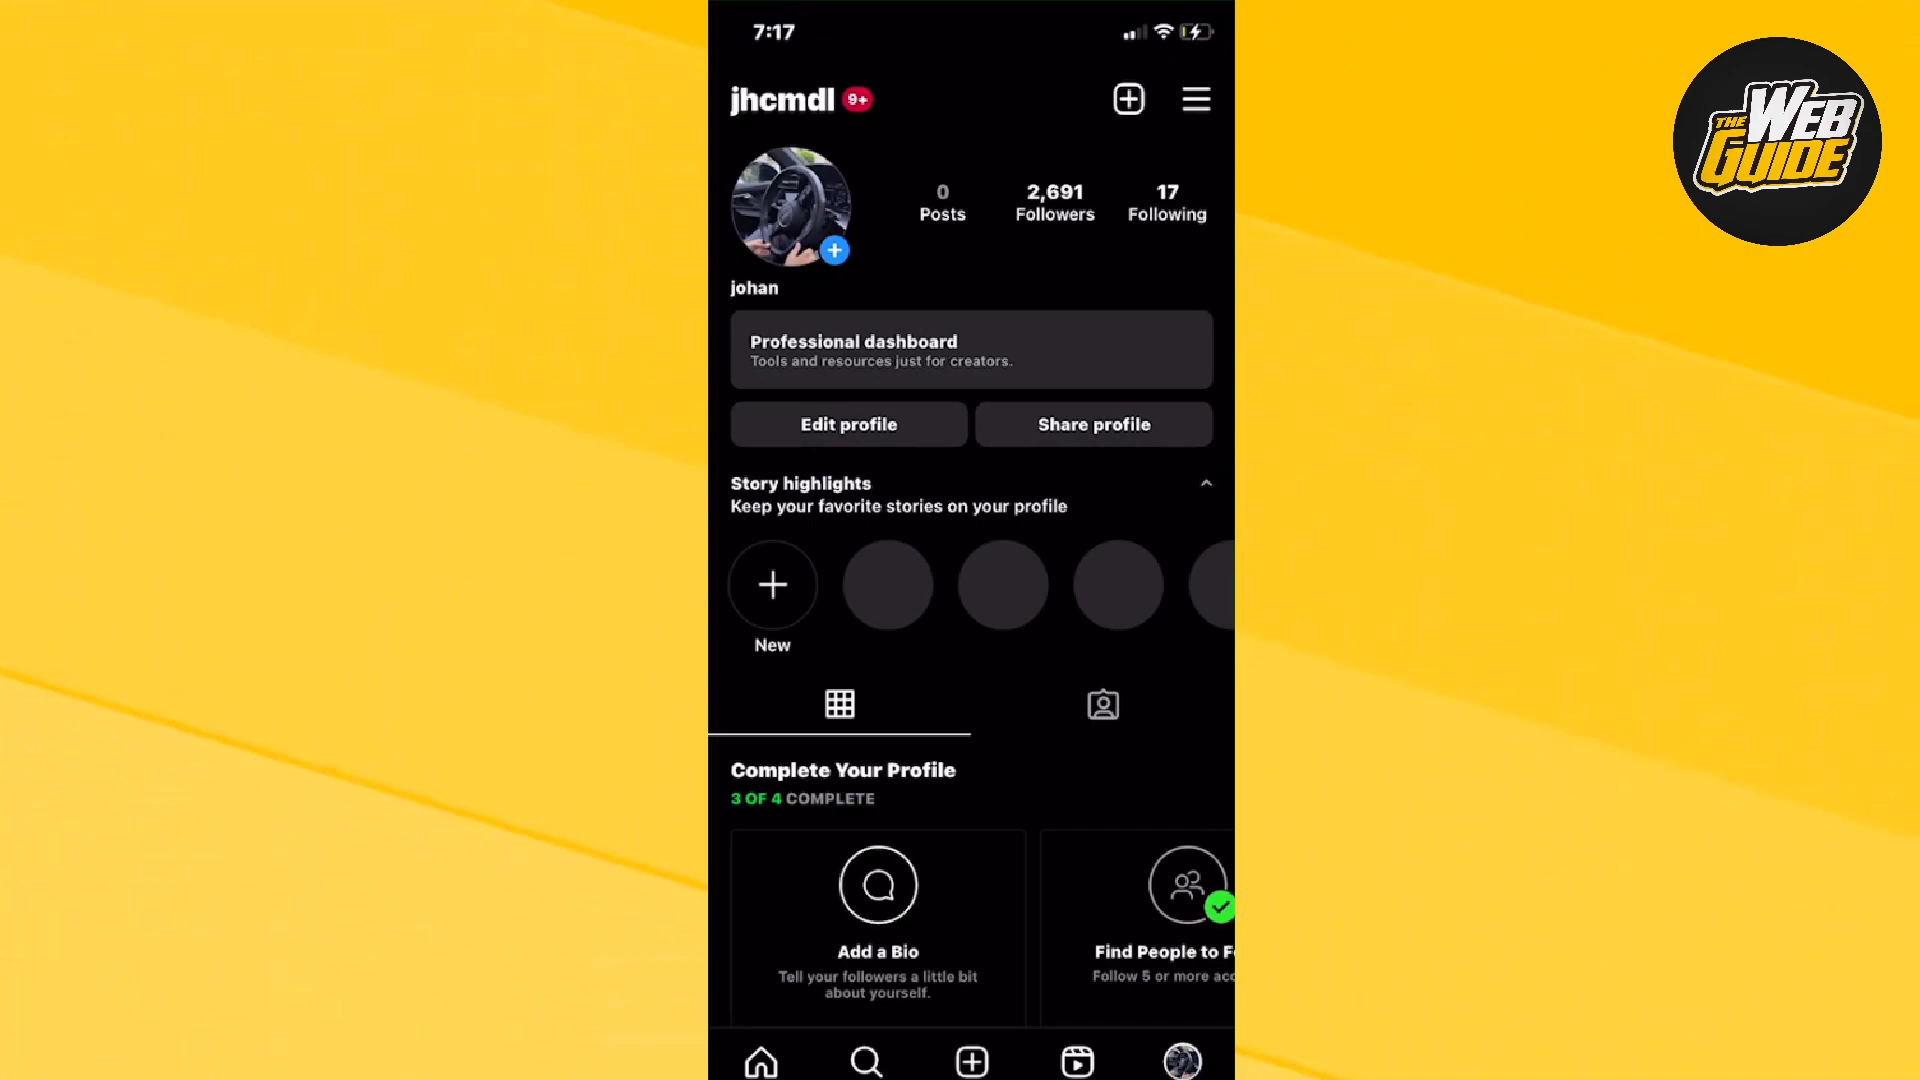 7:17
jhcmdl 9+
THE WEB GUIDE
0 2,691 17
Posts Followers Following
johan
Professional dashboard
Tools and resources just for creators.
Edit profile Share profile
Story highlights
Keep your favorite stories on your profile
New
Complete Your Profile
3 OF 4 COMPLETE
Add a Bio Find People to F
Tell your followers a little bit Follow 5 or more acc
about yourself.